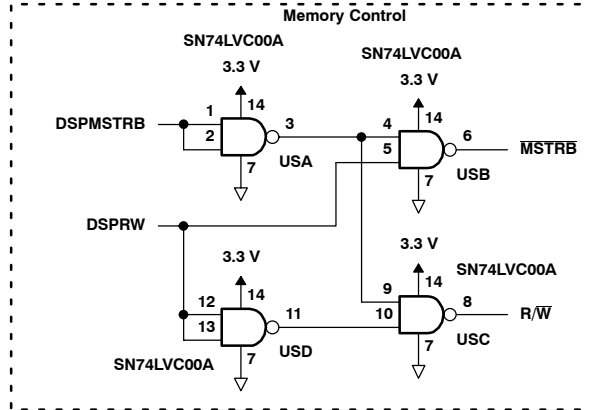 Memory Control
SN74LVC00A
3.3 V
14
1
2
3
7
USA
DSPMSTRB
SN74LVC00A
3.3 V
14
4
5
6
7
USB
MSTRB
DSPRW
3.3 V
14
12
13
11
7
USD
SN74LVC00A
3.3 V
SN74LVC00A
14
9
10
8
7
USC
R/W